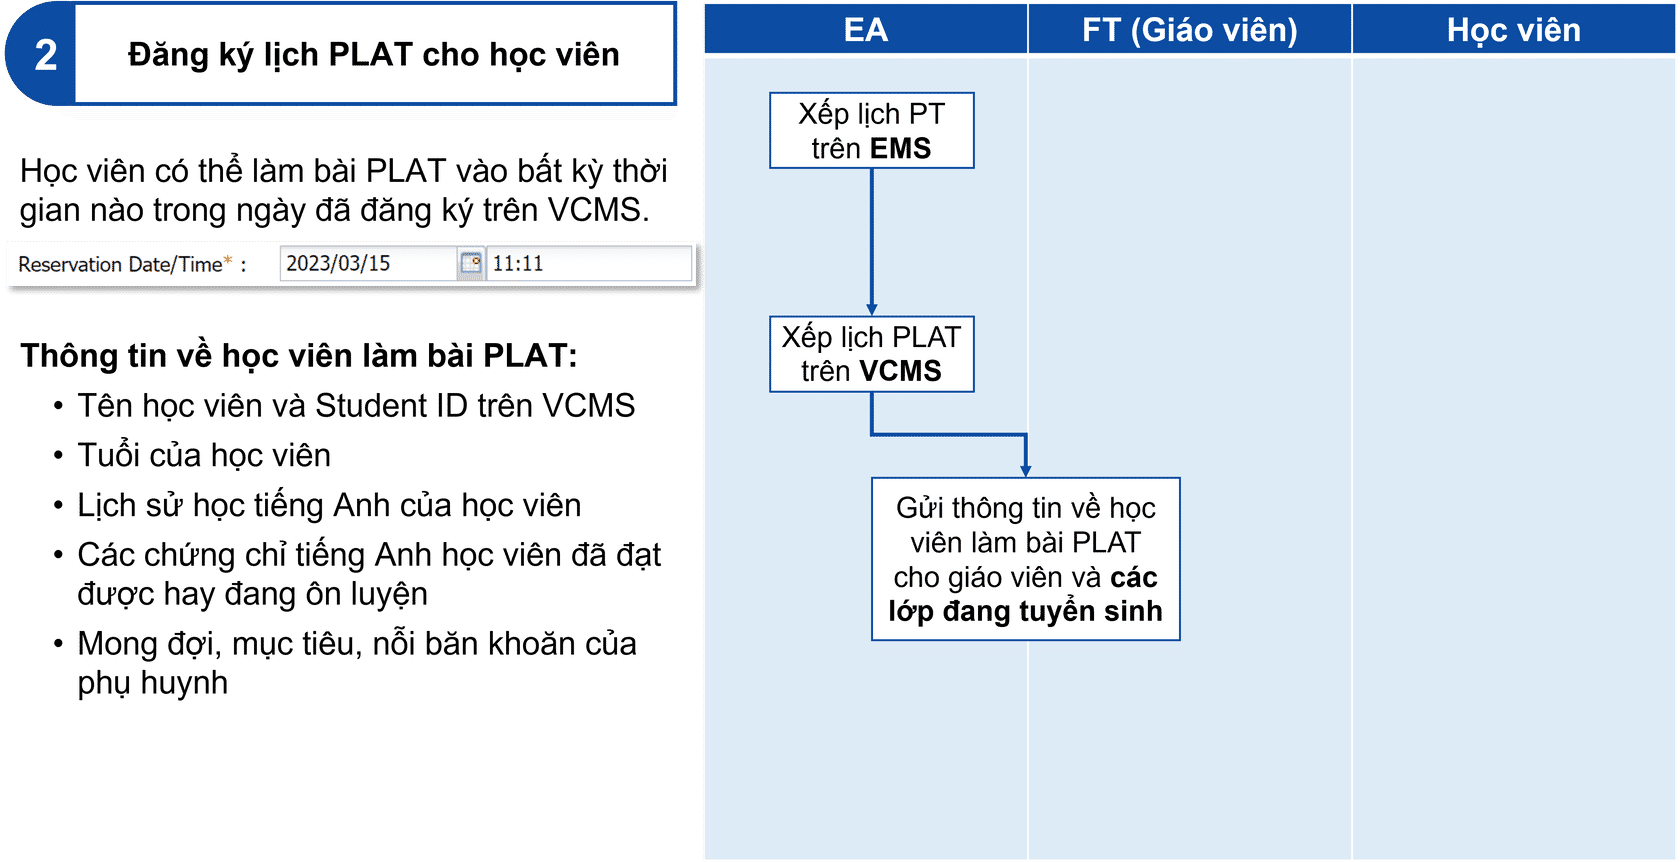 2
Đăng ký lịch PLAT cho học viên
Học viên có thể làm bài PLAT vào bất kỳ thời
gian nào trong ngày đã đăng ký trên VCMS.
Reservation Date/Time* : 2023/03/15 11:11
Thông tin về học viên làm bài PLAT:
• Tên học viên và Student ID trên VCMS
• Tuổi của học viên
• Lịch sử học tiếng Anh của học viên
• Các chứng chỉ tiếng Anh học viên đã đạt
được hay đang ôn luyện
• Mong đợi, mục tiêu, nỗi băn khoăn của
phụ huynh
EA FT (Giáo viên) Học viên
Xếp lịch PT
trên EMS
Xếp lịch PLAT
trên VCMS
Gửi thông tin về học
viên làm bài PLAT
cho giáo viên và các
lớp đang tuyển sinh